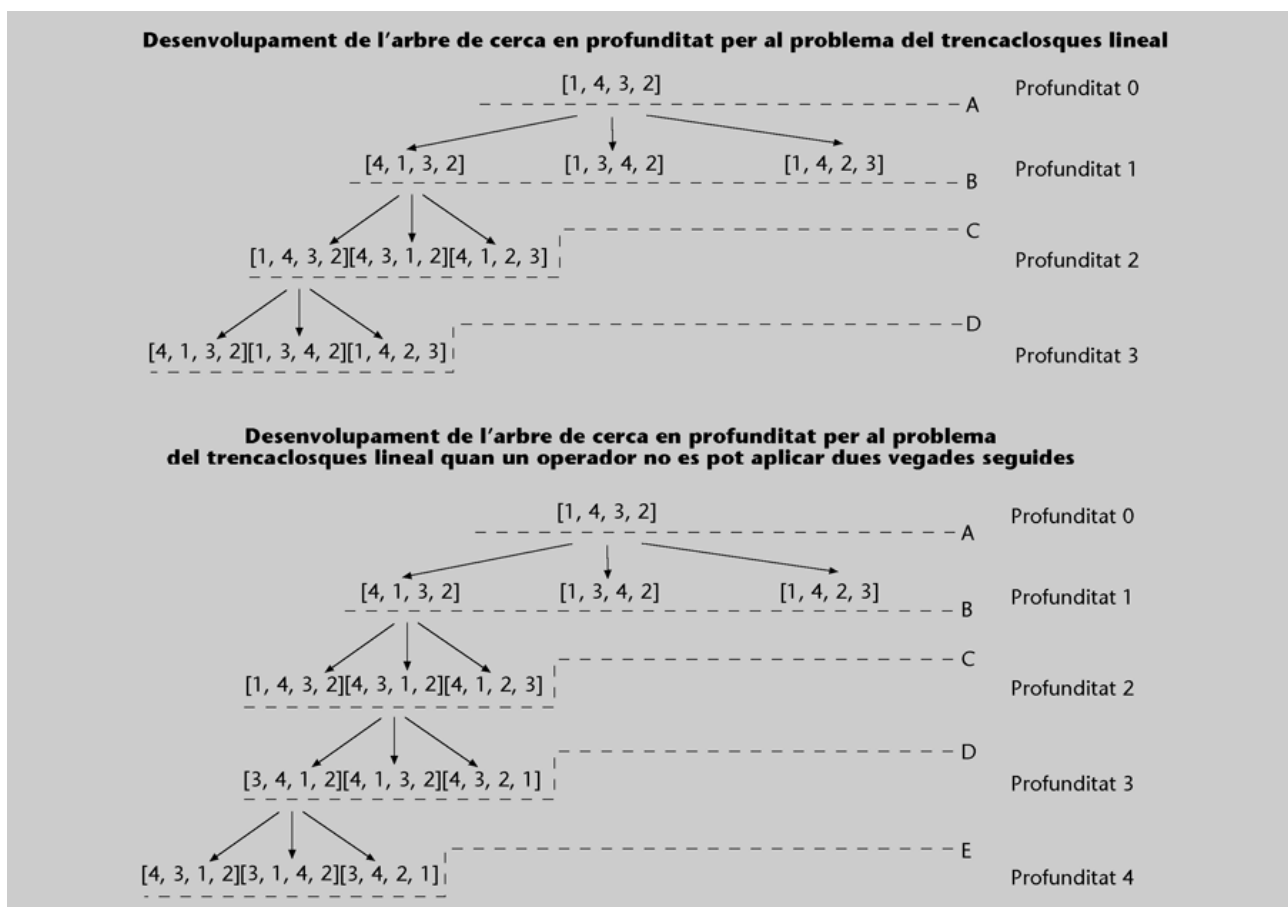 Desenvolupament de l'arbre de cerca en profunditat per al problema del trencaclosques lineal
[1, 4, 3, 2]
Profunditat 0
A
[4, 1, 3, 2] [1, 3, 4, 2] [1, 4, 2, 3]
Profunditat 1
B
C
[1, 4, 3, 2][4, 3, 1, 2][4, 1, 2, 3]
Profunditat 2
D
[4, 1, 3, 2][1, 3, 4, 2][1, 4, 2, 3]
Profunditat 3
Desenvolupament de l'arbre de cerca en profunditat per al problema
del trencaclosques lineal quan un operador no es pot aplicar dues vegades seguides
[1, 4, 3, 2]
Profunditat 0
A
[4, 1, 3, 2] [1, 3, 4, 2] [1, 4, 2, 3]
Profunditat 1
B
C
[1, 4, 3, 2][4, 3, 1, 2][4, 1, 2, 3]
Profunditat 2
D
[3, 4, 1, 2][4, 1, 3, 2][4, 3, 2, 1]
Profunditat 3
E
[4, 3, 1, 2][3, 1, 4, 2][3, 4, 2, 1]
Profunditat 4